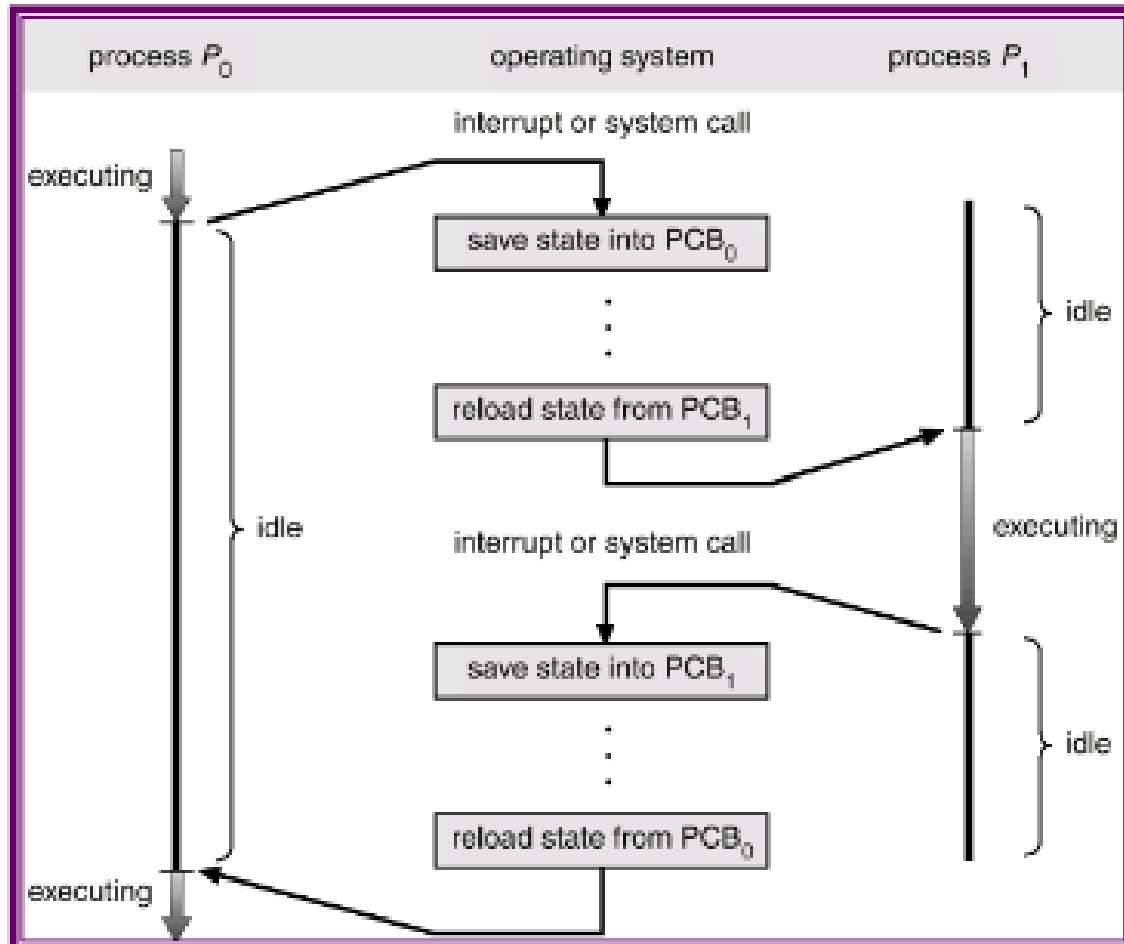 process P0
operating system
process P1
interrupt or system call
executing
save state into PCB0
idle
reload state from PCB1
idle
executing
interrupt or system call
save state into PCB1
idle
reload state from PCB0
executing